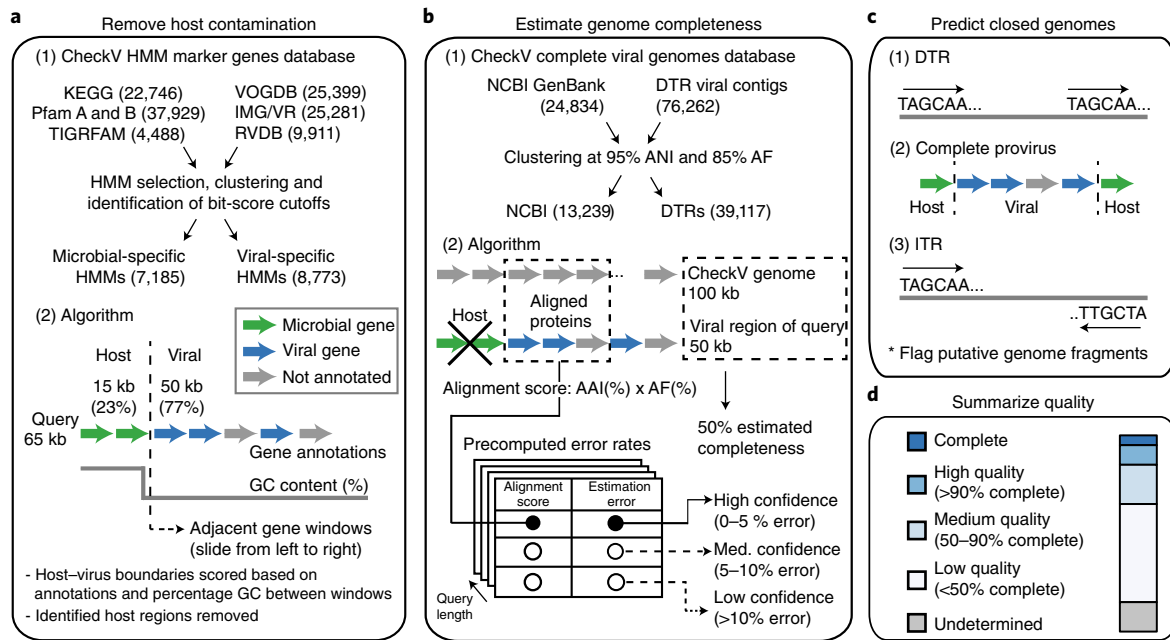 a
Remove host contamination
(1) CheckV HMM marker genes database
KEGG (22,746)
Pfam A and B (37,929)
TIGRFAM (4,488)
VOGDB (25,399)
IMG/VR (25,281)
RVDB (9,911)
HMM selection, clustering and
identification of bit-score cutoffs
Microbial-specific
HMMs (7,185)
Viral-specific
HMMs (8,773)
(2) Algorithm
Microbial gene
Viral gene
Not annotated
Host
15 kb
(23%)
Viral
50 kb
(77%)
Query
65 kb
Gene annotations
GC content (%)
Adjacent gene windows
(slide from left to right)
- Host–virus boundaries scored based on
annotations and percentage GC between windows
- Identified host regions removed
b
Estimate genome completeness
(1) CheckV complete viral genomes database
NCBI GenBank
(24,834)
DTR viral contigs
(76,262)
Clustering at 95% ANI and 85% AF
NCBI (13,239)
DTRs (39,117)
(2) Algorithm
...
CheckV genome
100 kb
Host
Aligned
proteins
Viral region of query
50 kb
Alignment score: AAI(%) x AF(%)
50% estimated
completeness
Precomputed error rates
Alignment
score
Estimation
error
Query
length
High confidence
(0–5 % error)
Med. confidence
(5–10% error)
Low confidence
(>10% error)
c
Predict closed genomes
(1) DTR
TAGCAA...
TAGCAA...
(2) Complete provirus
Host
Viral
Host
(3) ITR
TAGCAA...
..TTGCTA
* Flag putative genome fragments
d
Summarize quality
Complete
High quality
(>90% complete)
Medium quality
(50–90% complete)
Low quality
(<50% complete)
Undetermined